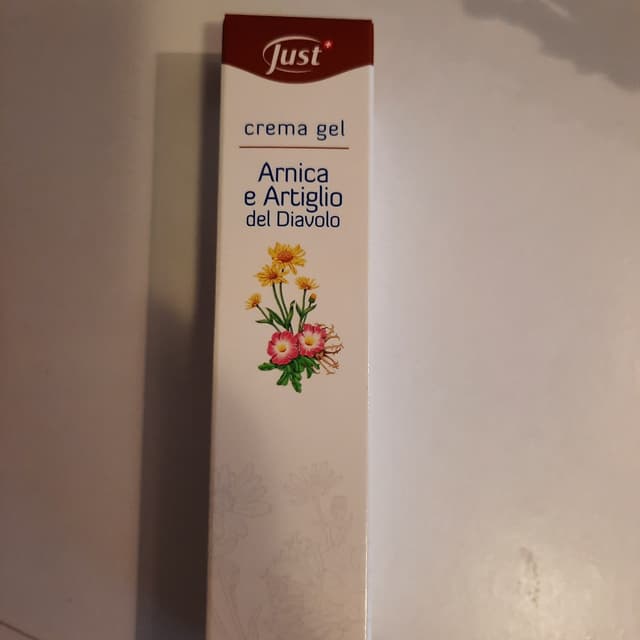 Just
crema gel
Arnica
e Artiglio
del Diavolo